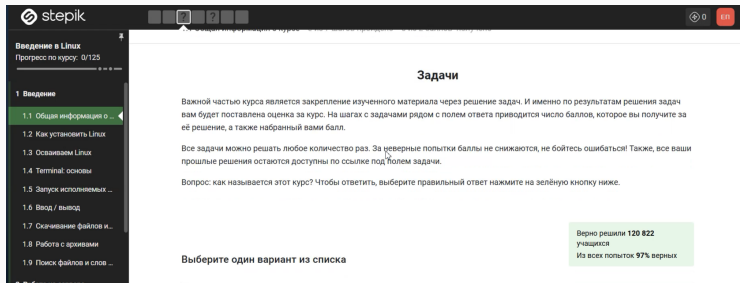 stepik
?
?
0
ЕП
Введение в Linux
Прогресс по курсу: 0/125
1 Введение
1.1 Общая информация о ...
1.2 Как установить Linux
1.3 Осваиваем Linux
1.4 Terminal: основы
1.5 Запуск исполняемых ...
1.6 Ввод / вывод
1.7 Скачивание файлов и...
1.8 Работа с архивами
1.9 Поиск файлов и слов ...
Задачи
Важной частью курса является закрепление изученного материала через решение задач. И именно по результатам решения задач
вам будет поставлена оценка за курс. На шагах с задачами рядом с полем ответа приводится число баллов, которое вы получите за
её решение, а также набранный вами балл.
Все задачи можно решать любое количество раз. За неверные попытки баллы не снижаются, не бойтесь ошибаться! Также, все ваши
прошлые решения остаются доступны по ссылке под полем задачи.
Вопрос: как называется этот курс? Чтобы ответить, выберите правильный ответ нажмите на зелёную кнопку ниже.
Верно решили 120 822
учащихся
Из всех попыток 97% верных
Выберите один вариант из списка